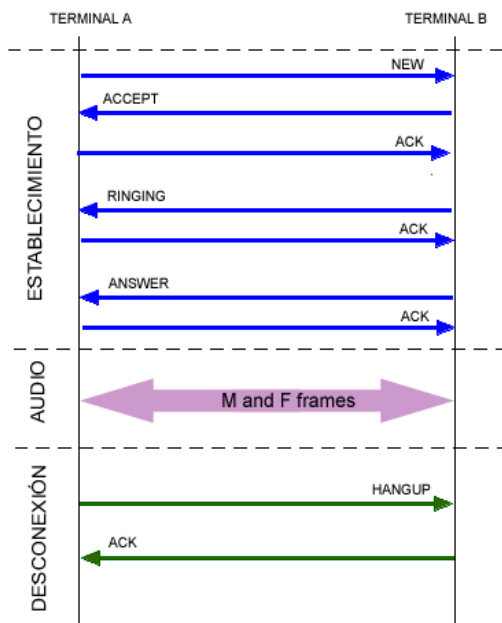 TERMINAL A
TERMINAL B
ESTABLECIMIENTO
NEW
ACCEPT
ACK
RINGING
ACK
ANSWER
ACK
AUDIO
M and F frames
DESCONEXIÓN
HANGUP
ACK